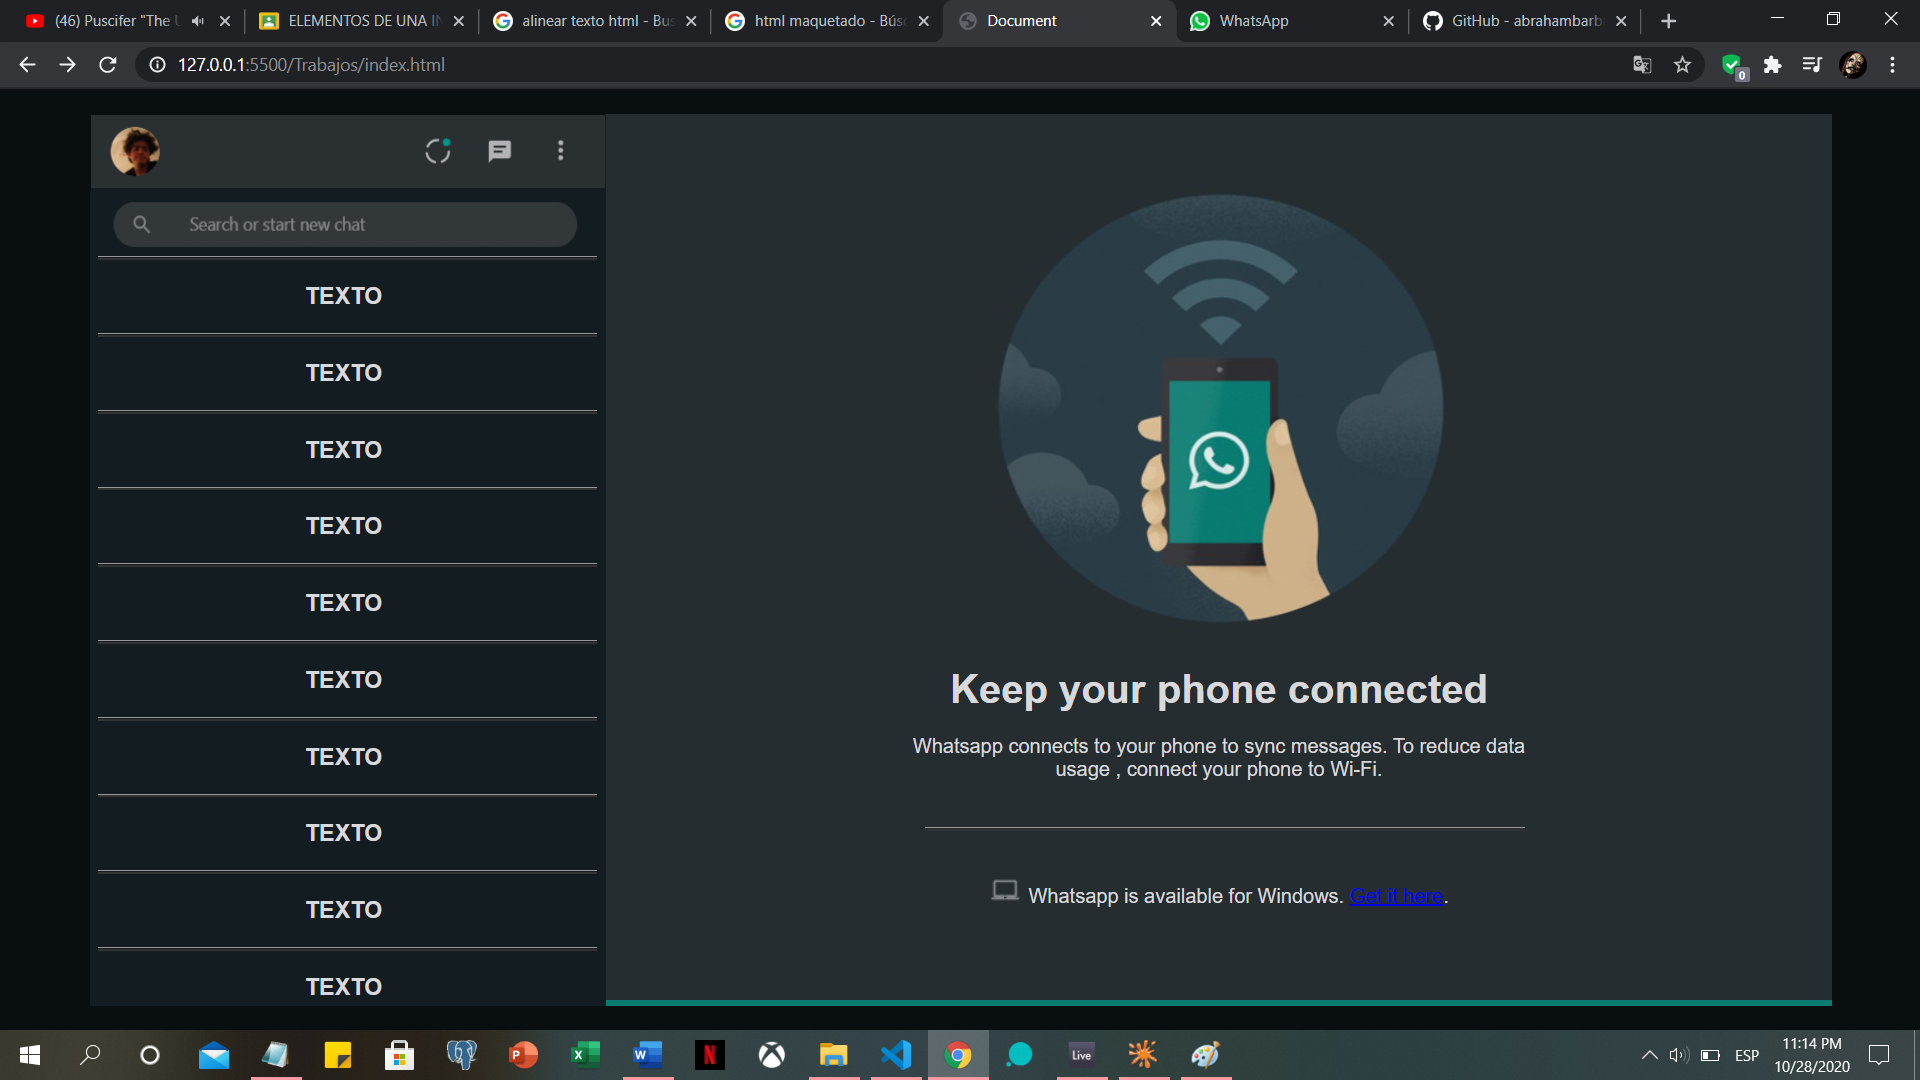 (46) Puscifer "The U
ELEMENTOS DE UNA IN
alinear texto html - Bus
html maquetado - Búsc
Document
WhatsApp
GitHub - abrahambarb
127.0.0.1:5500/Trabajos/index.html
0
Search or start new chat
TEXTO
TEXTO
TEXTO
TEXTO
TEXTO
TEXTO
TEXTO
TEXTO
TEXTO
TEXTO
Keep your phone connected
Whatsapp connects to your phone to sync messages. To reduce data
usage , connect your phone to Wi-Fi.
Whatsapp is available for Windows. Get it here.
Live
ESP
11:14 PM
10/28/2020